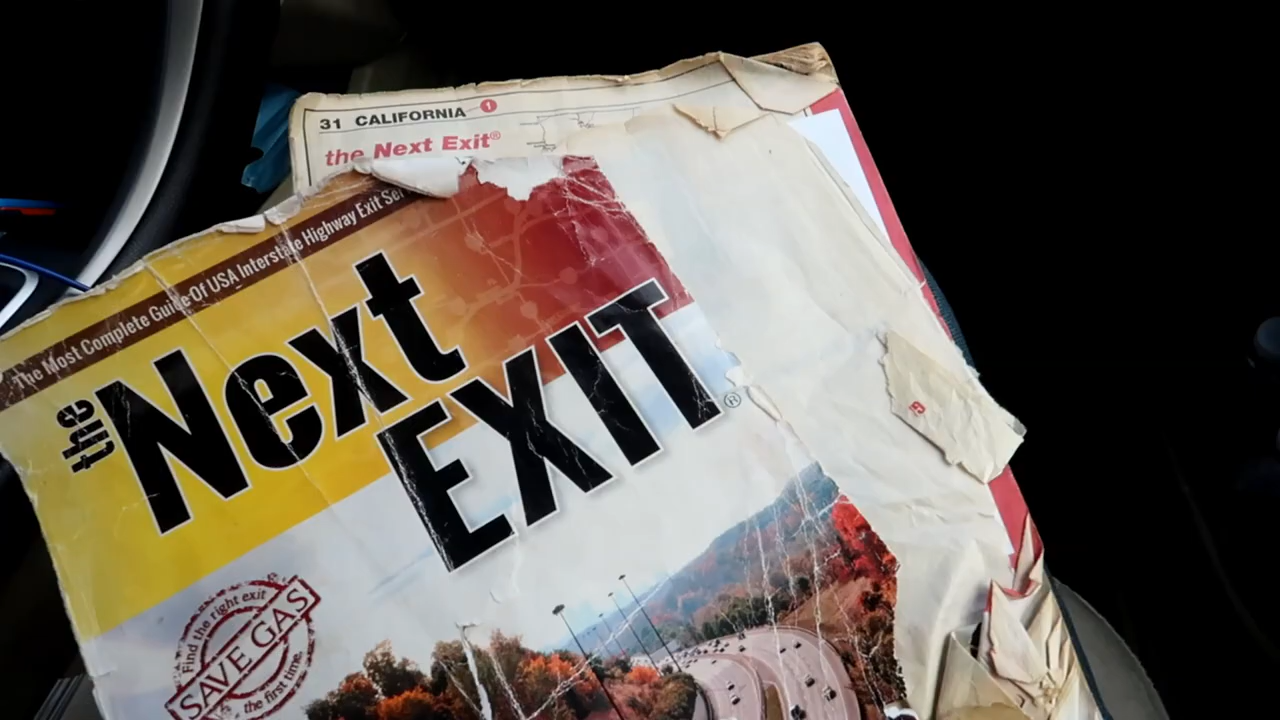 31 CALIFORNIA 1
the Next Exit®
The Most Complete Guide Of USA Interstate Highway Exit
the Next
EXIT®
Find the right exit
SAVE GAS
the first time.